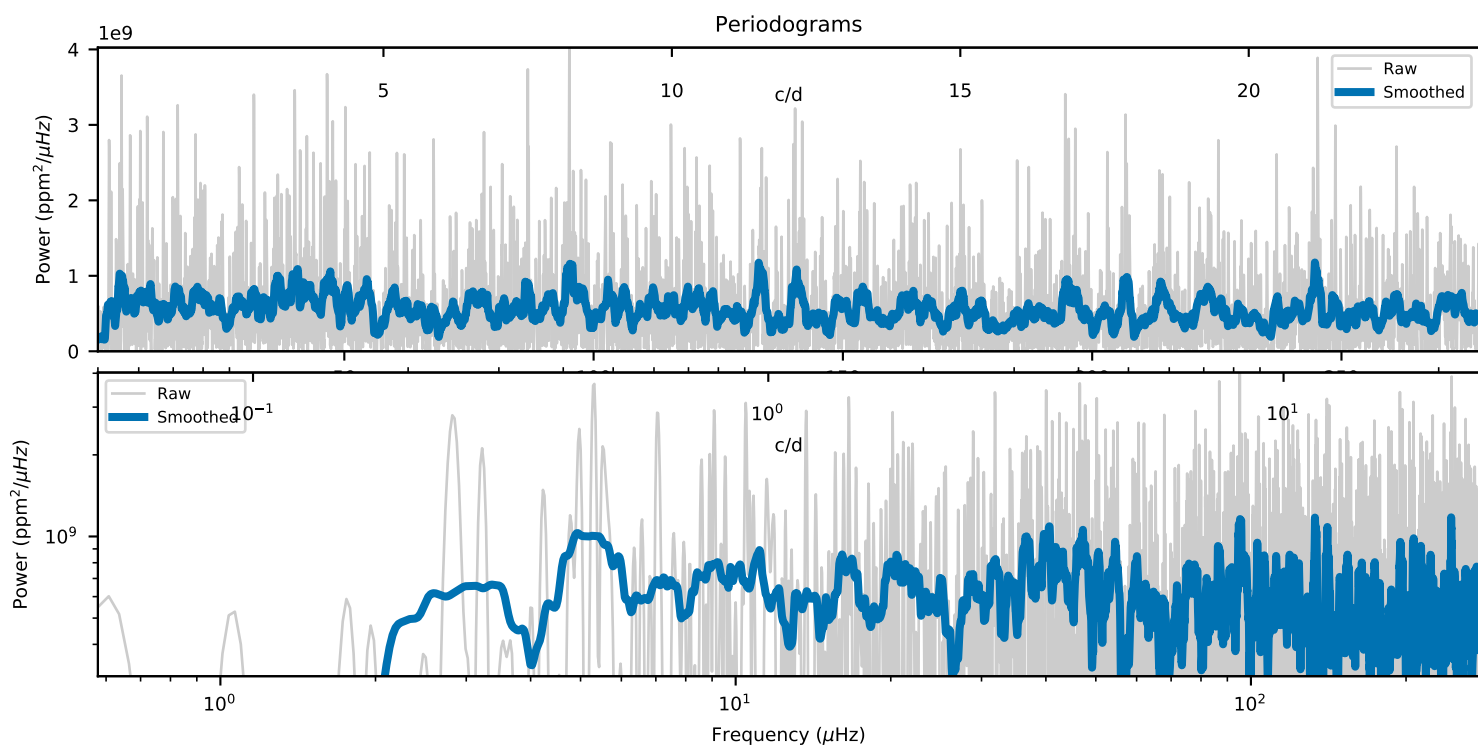 Periodograms
1e9
4
3
2
1
0
Power (ppm²/μHz)
5
10
c/d
15
20
Raw
Smoothed
Raw
Smoothed
10⁻¹
10⁰
10¹
c/d
10⁹
Power (ppm²/μHz)
10⁰
10¹
10²
Frequency (μHz)